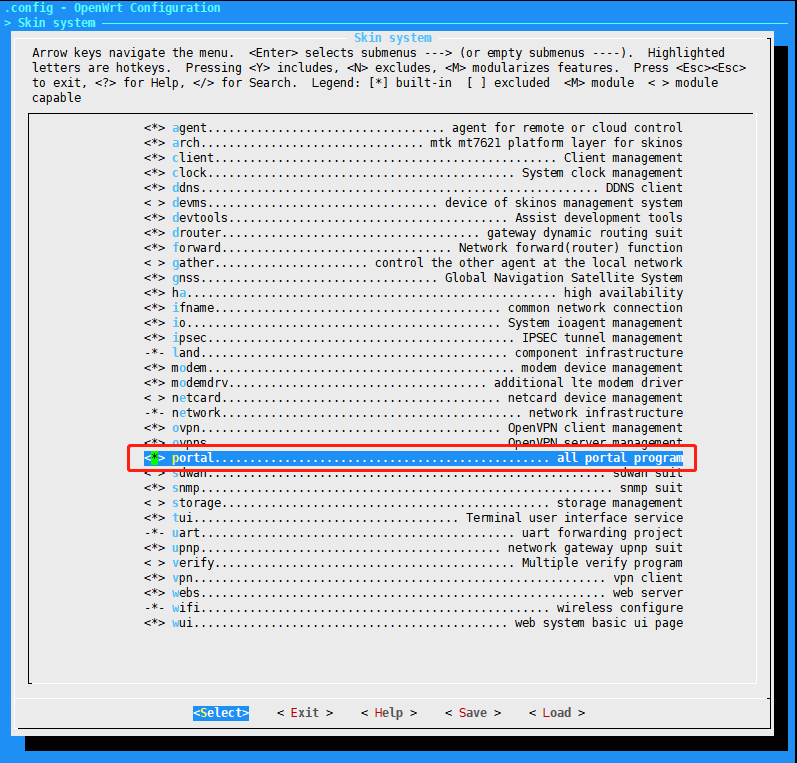 .config - OpenWrt Configuration
> Skin system
Skin system
Arrow keys navigate the menu.  <Enter> selects submenus ---> (or empty submenus ----).  Highlighted
letters are hotkeys.  Pressing <Y> includes, <N> excludes, <M> modularizes features.  Press <Esc><Esc>
to exit, <?> for Help, </> for Search.  Legend: [*] built-in  [ ] excluded  <M> module  < > module
capable
<*> agent.................................. agent for remote or cloud control
<*> arch................................ mtk mt7621 platform layer for skinos
<*> client................................................. Client management
<*> clock............................................ System clock management
<*> ddns.......................................................... DDNS client
< > devms................................... device of skinos management system
<*> devtools........................................ Assist development tools
<*> drouter...................................... gateway dynamic routing suit
<*> forward................................. Network forward(router) function
< > gather...................... control the other agent at the local network
<*> gnss................................... Global Navigation Satellite System
<*> ha..................................................... high availability
<*> ifname.......................................... common network connection
<*> io.............................................. System ioagent management
<*> ipsec............................................ IPSEC tunnel management
-*- land............................................. component infrastructure
<*> modem............................................. modem device management
<*> modemdrv...................................... additional lte modem driver
< > netcard......................................... netcard device management
-*- network............................................ network infrastructure
<*> ovpn............................................ OpenVPN client management
<*> ovpns........................................... OpenVPN server management
<*> portal................................................ all portal program
< > sdwan.......................................................... sdwan suit
<*> snmp............................................................ snmp suit
< > storage................................................ storage management
<*> tui...................................... Terminal user interface service
-*- uart.............................................. uart forwarding project
<*> upnp............................................ network gateway upnp suit
< > verify............................................ Multiple verify program
<*> vpn............................................................ vpn client
<*> webs........................................................... web server
-*- wifi.................................................. wireless configure
<*> wui.............................................. web system basic ui page
<Select>    < Exit >    < Help >    < Save >    < Load >